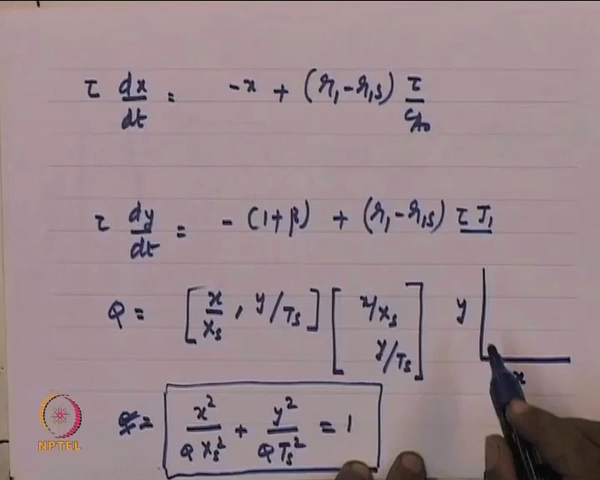 τ dx/dt = -x + (r₁ - r₁s) τ/C_A0
τ dy/dt = - (1+β) + (r₁ - r₁s) τ J₁
Q = [x/Xs , y/Ts] [x/Xs y/Ts]
y
x
x²/QXs² + y²/QTs² = 1
NPTEL